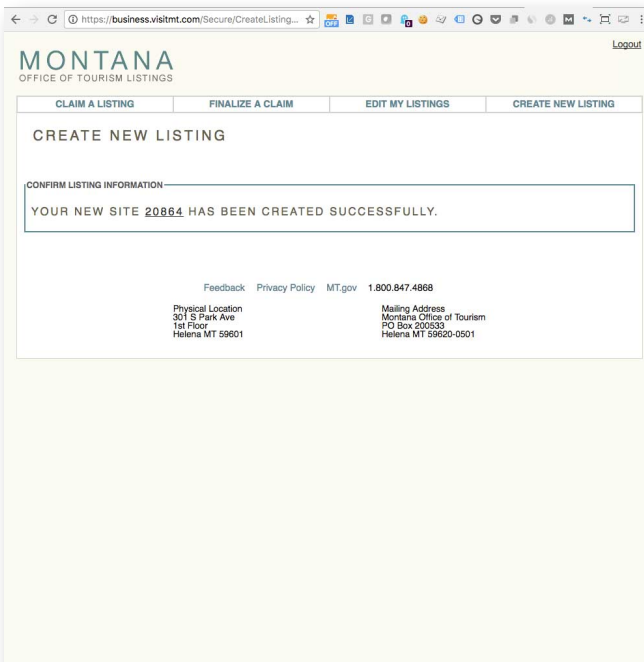 https://business.visitmt.com/Secure/CreateListing...
OFF
0
Logout
MONTANA
OFFICE OF TOURISM LISTINGS
CLAIM A LISTING FINALIZE A CLAIM EDIT MY LISTINGS CREATE NEW LISTING
CREATE NEW LISTING
CONFIRM LISTING INFORMATION
YOUR NEW SITE 20864 HAS BEEN CREATED SUCCESSFULLY.
Feedback Privacy Policy MT.gov 1.800.847.4868
Physical Location
301 S Park Ave
1st Floor
Helena MT 59601
Mailing Address
Montana Office of Tourism
PO Box 200533
Helena MT 59620-0501